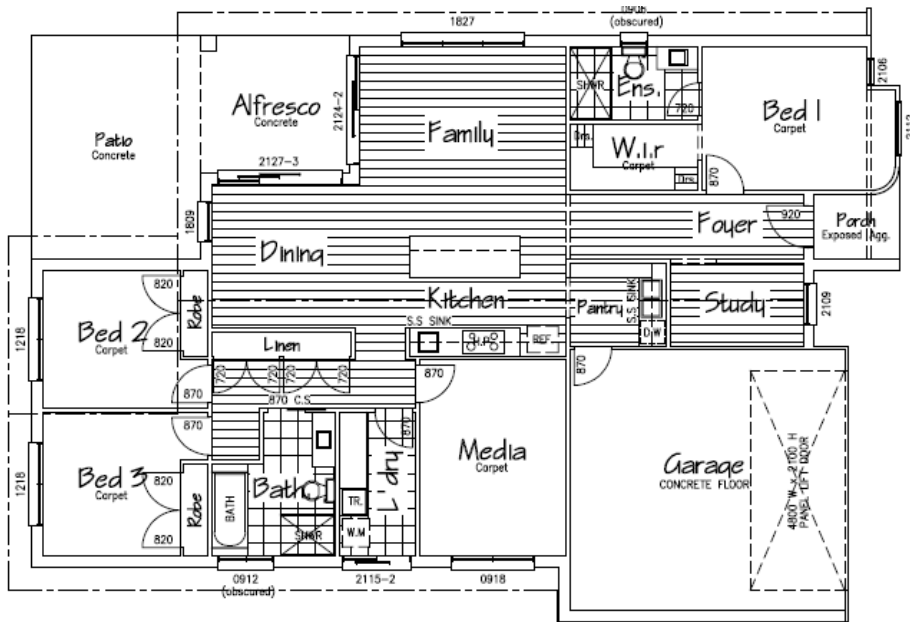 1827
0906
(obscured)
2106
2124-2
Alfresco
Concrete
Patio
Concrete
2127-3
Family
SHWR
Ens.
720
Bed 1
Carpet
Drs.
W.I.r
Carpet
Drs.
870
1809
Foyer
920
Porch
Exposed Agg.
Dining
820
Robe
Bed 2
Carpet
820
1218
Kitchen
S.S SINK
H.P
REF
Pantry
S.S SINK
D.W
Study
2109
Linen
720
720
720
720
870
870
870 C.S
870
870
870
Bed 3
Carpet
820
820
Robe
1218
BATH
Bath
SHWR
L'dry
TR.
W.M
Media
Carpet
Garage
CONCRETE FLOOR
4800 W x 2100 H
PANEL LIFT DOOR
0912
(obscured)
2115-2
0918